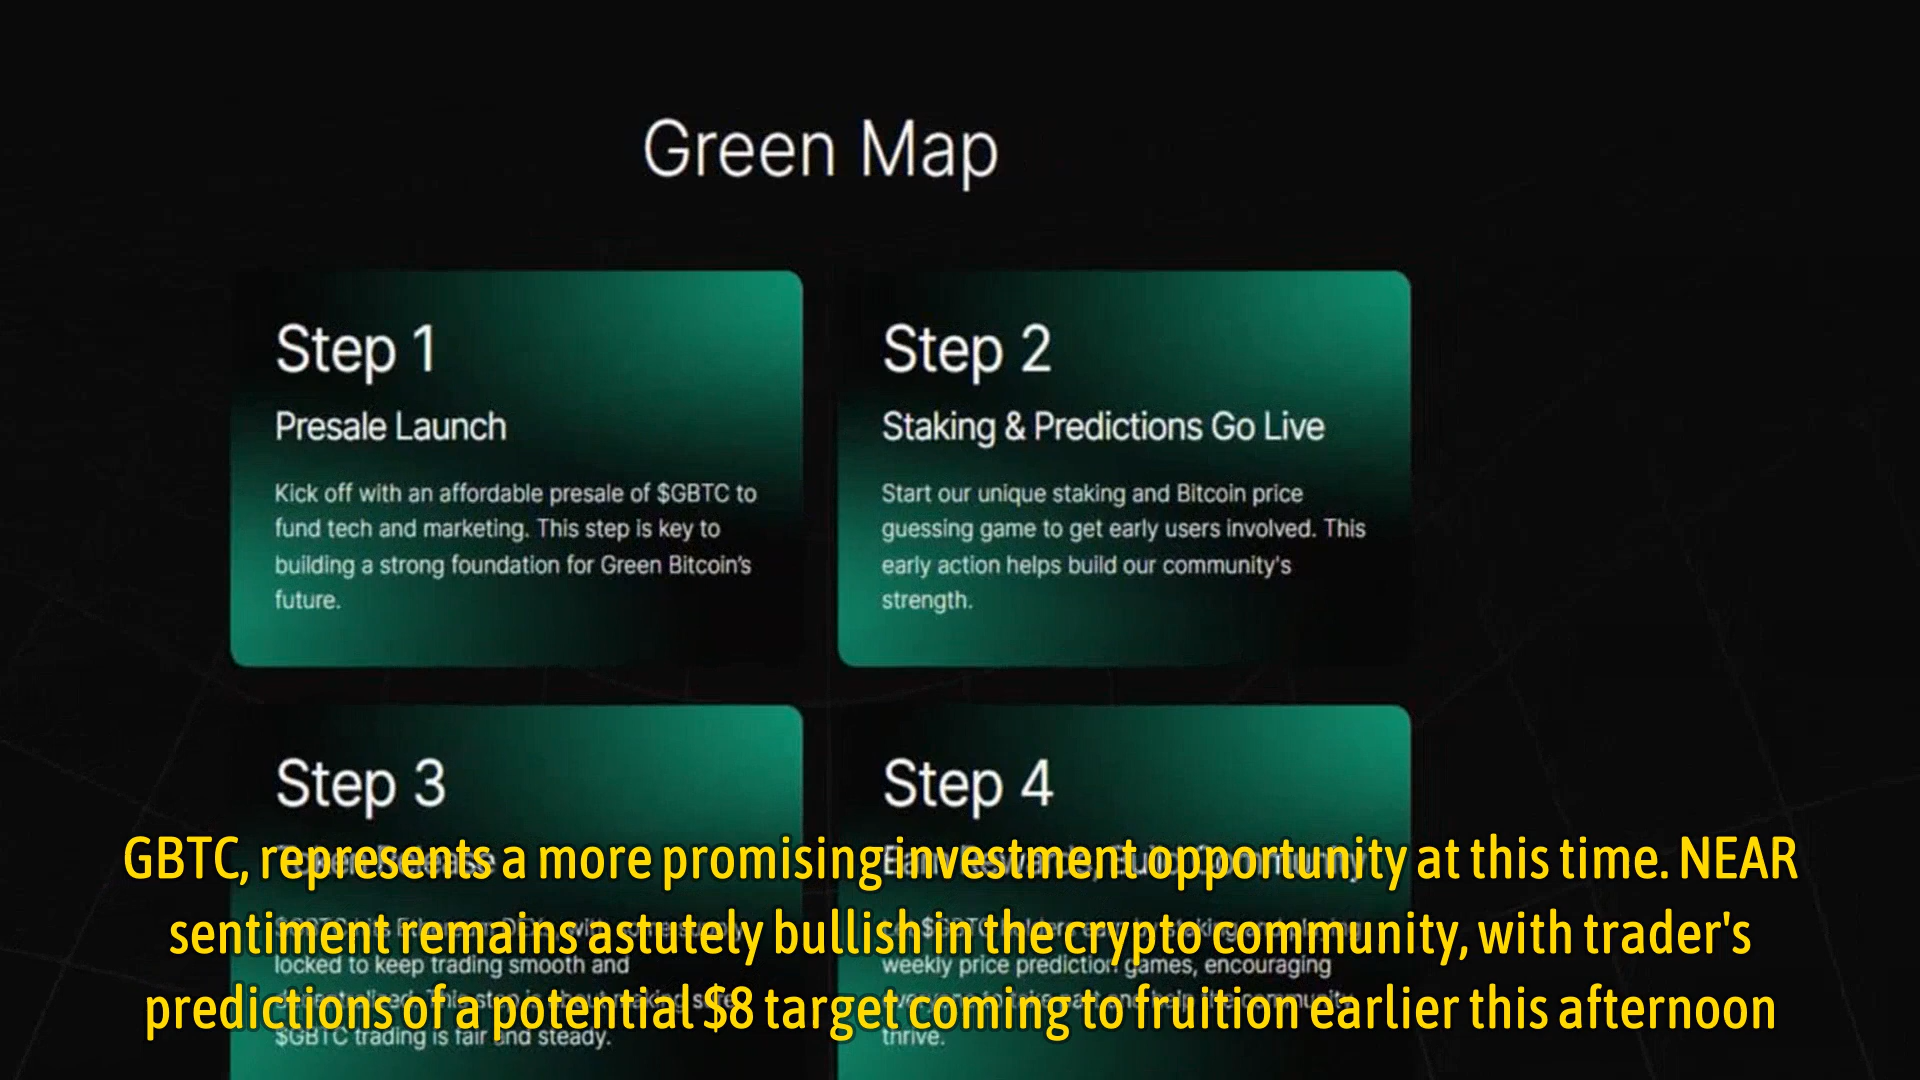 Green Map
Step 1
Presale Launch
Kick off with an affordable presale of $GBTC to
fund tech and marketing. This step is key to
building a strong foundation for Green Bitcoin's
future.
Step 2
Staking & Predictions Go Live
Start our unique staking and Bitcoin price
guessing game to get early users involved. This
early action helps build our community's
strength.
Step 3
locked to keep trading smooth and
$GBTC trading is fair and steady.
Step 4
weekly price prediction games, encouraging
thrive.
GBTC, represents a more promising investment opportunity at this time. NEAR
sentiment remains astutely bullish in the crypto community, with trader's
predictions of a potential $8 target coming to fruition earlier this afternoon